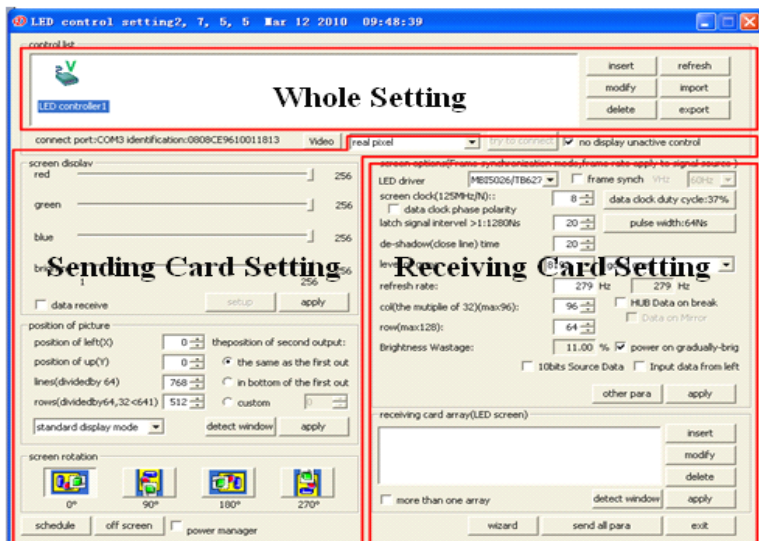 LED control setting2, 7, 5, 5 Mar 12 2010 09:48:39
control list
LED controller1
Whole Setting
insert refresh
modify import
delete export
connect port:COM3 identification:0808CE9610011813 Video real pixel try to connect no display unactive control
screen display
red 256
green 256
blue 256
1 256 256
Sending Card Setting
data receive setup apply
position of picture
position of left(X) 0 theposition of second output:
position of up(Y) 0 the same as the first out
lines(dividedby 64) 768 in bottom of the first out
rows(dividedby64,32<641) 512 custom 0
standard display mode detect window apply
screen rotation
0° 90° 180° 270°
schedule off screen power manager
screen options(Frame synchronization mode,frame rate apply to signal source )
LED driver MBI5026/TB627 frame synch VHz 60Hz
screen clock(125MHz/N):: 8 data clock duty cycle:37%
data clock phase polarity
latch signal intervel >1:1280Ns 20 pulse width:64Ns
de-shadow(close line) time 20
Receiving Card Setting
refresh rate: 279 Hz 279 Hz
col(the mutiplie of 32)(max96): 96 HUB Data on break
Data on Mirror
row(max128): 64
Brightness Wastage: 11.00 % power on gradually-brig
10bits Source Data Input data from left
other para apply
receiving card array(LED screen)
insert
modify
delete
more than one array detect window apply
wizard send all para exit